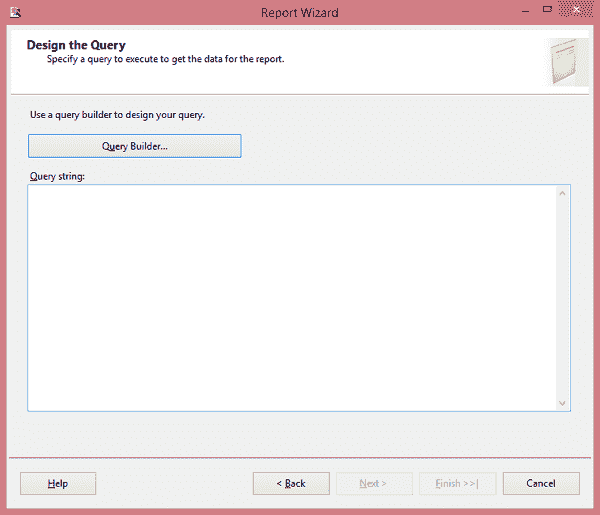 Report Wizard
Design the Query
Specify a query to execute to get the data for the report.
Use a query builder to design your query.
Query Builder...
Query string:
Help
< Back
Next >
Finish >>|
Cancel